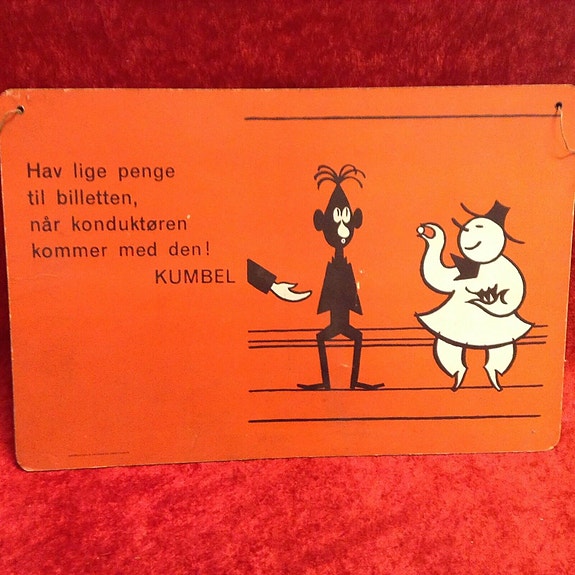 Hav lige penge
til billetten,
når konduktøren
kommer med den!
KUMBEL